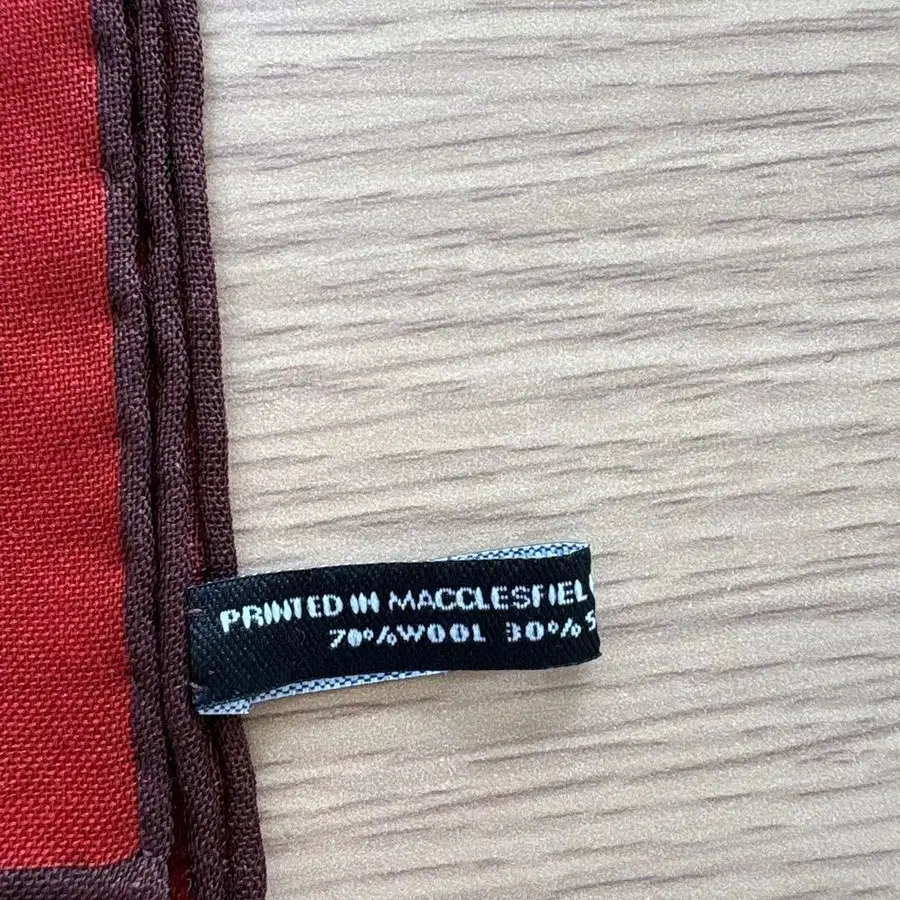 PRINTED IN MACCLESFIEL
70% WOOL 30% S